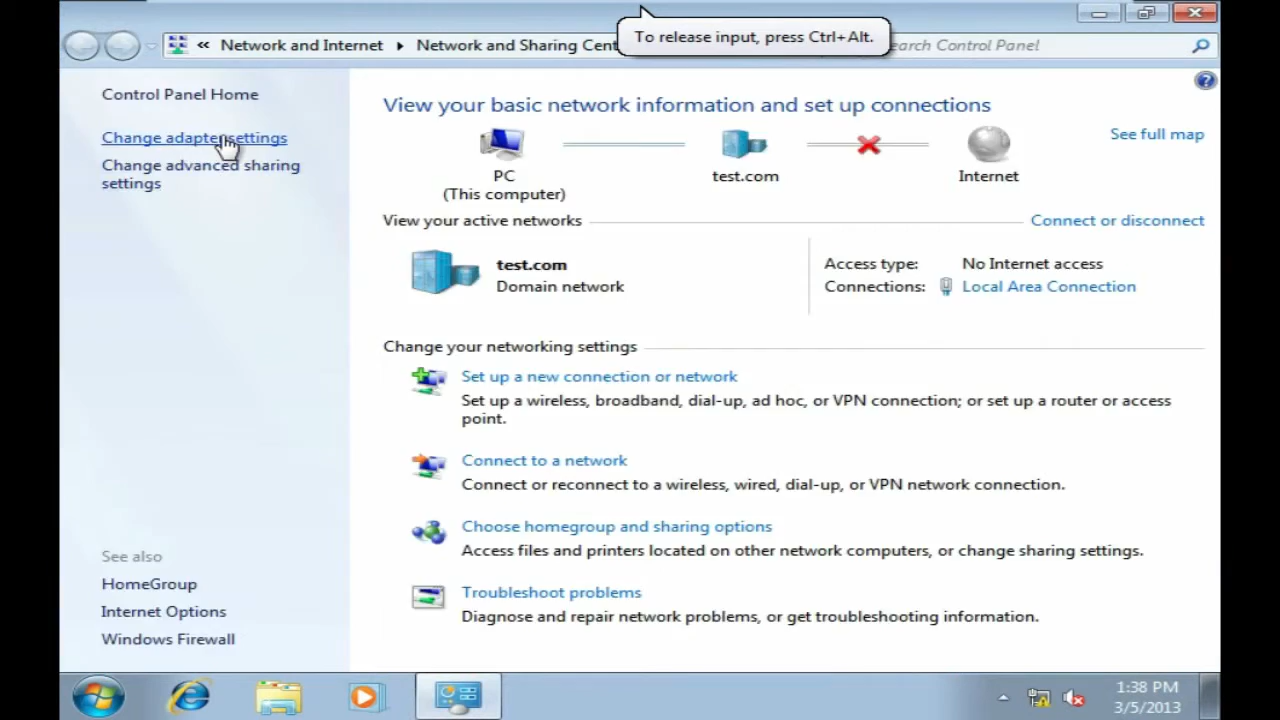 To release input, press Ctrl+Alt.
« Network and Internet ▸ Network and Sharing Cent
earch Control Panel
Control Panel Home
Change adapter settings
Change advanced sharing
settings
See also
HomeGroup
Internet Options
Windows Firewall
View your basic network information and set up connections
See full map
PC
(This computer)
test.com
Internet
View your active networks
Connect or disconnect
test.com
Domain network
Access type: No Internet access
Connections: Local Area Connection
Change your networking settings
Set up a new connection or network
Set up a wireless, broadband, dial-up, ad hoc, or VPN connection; or set up a router or access
point.
Connect to a network
Connect or reconnect to a wireless, wired, dial-up, or VPN network connection.
Choose homegroup and sharing options
Access files and printers located on other network computers, or change sharing settings.
Troubleshoot problems
Diagnose and repair network problems, or get troubleshooting information.
1:38 PM
3/5/2013